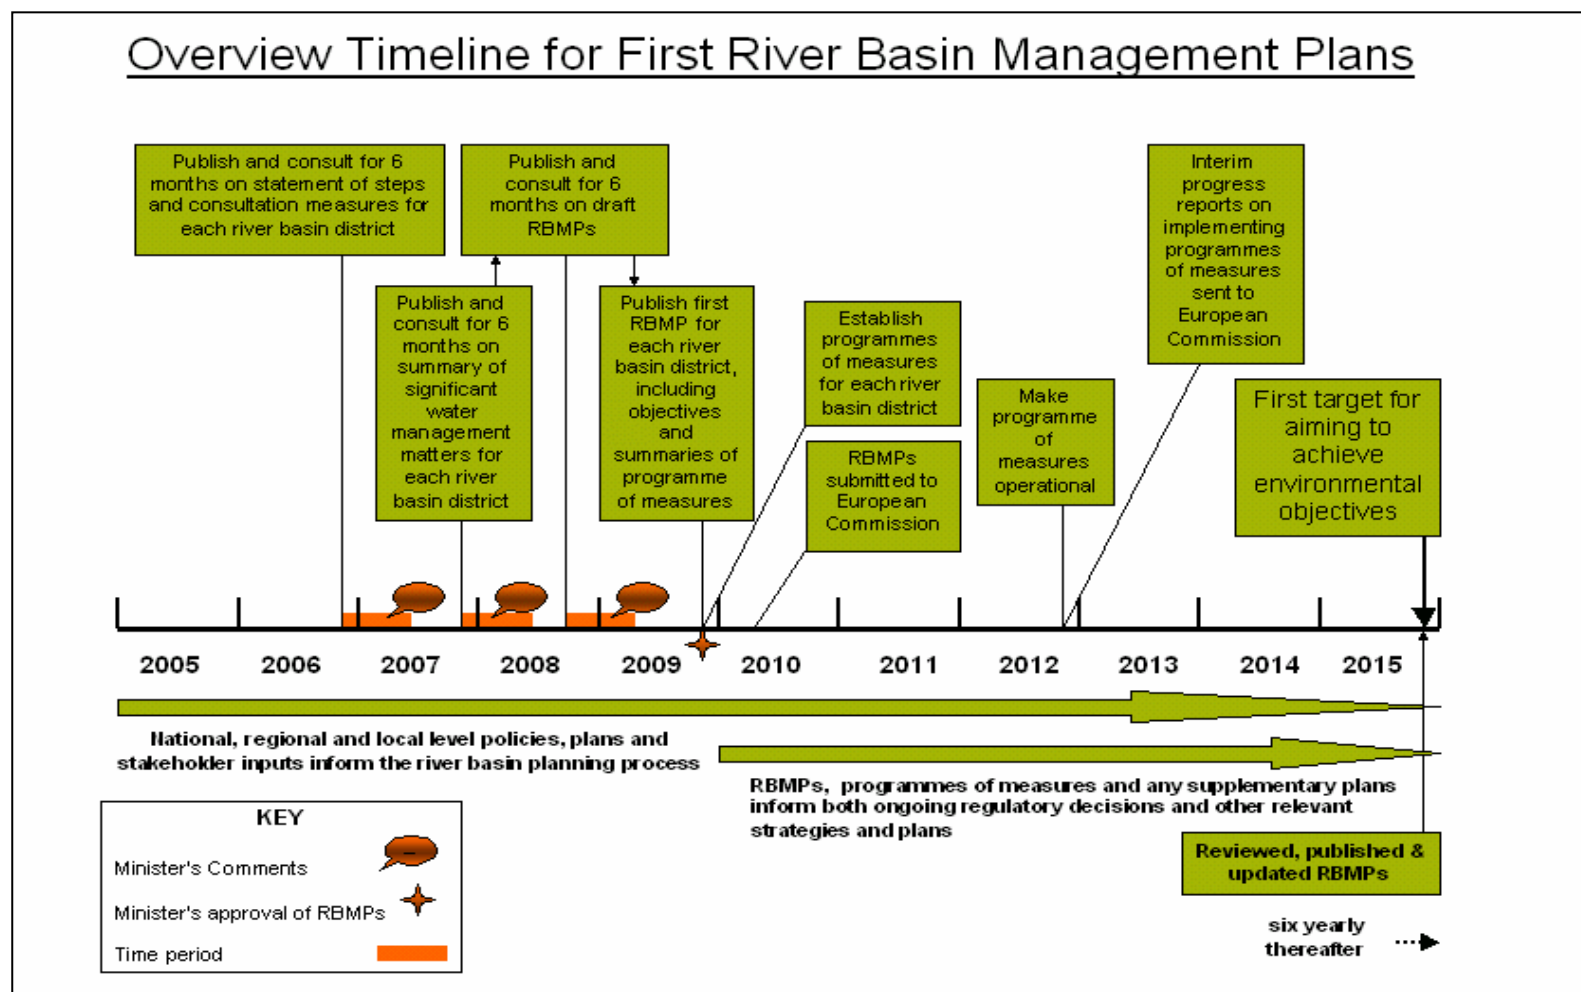 Overview Timeline for First River Basin Management Plans
Publish and consult for 6
months on statement of steps
and consultation measures for
each river basin district
Publish and
consult for 6
months on draft
RBMPs
Interim
progress
reports on
implementing
programmes
of measures
sent to
European
Commission
Publish and
consult for 6
months on
summary of
significant
water
management
matters for
each river
basin district
Publish first
RBMP for
each river
basin district,
including
objectives
and
summaries of
programme
of measures
Establish
programmes
of measures
for each river
basin district
RBMPs
submitted to
European
Commission
Make
programme
of
measures
operational
First target for
aiming to
achieve
environmental
objectives
2005 2006 2007 2008 2009 2010 2011 2012 2013 2014 2015
National, regional and local level policies, plans and
stakeholder inputs inform the river basin planning process
RBMPs, programmes of measures and any supplementary plans
inform both ongoing regulatory decisions and other relevant
strategies and plans
KEY
Minister's Comments
Minister's approval of RBMPs
Time period
Reviewed, published &
updated RBMPs
six yearly
thereafter